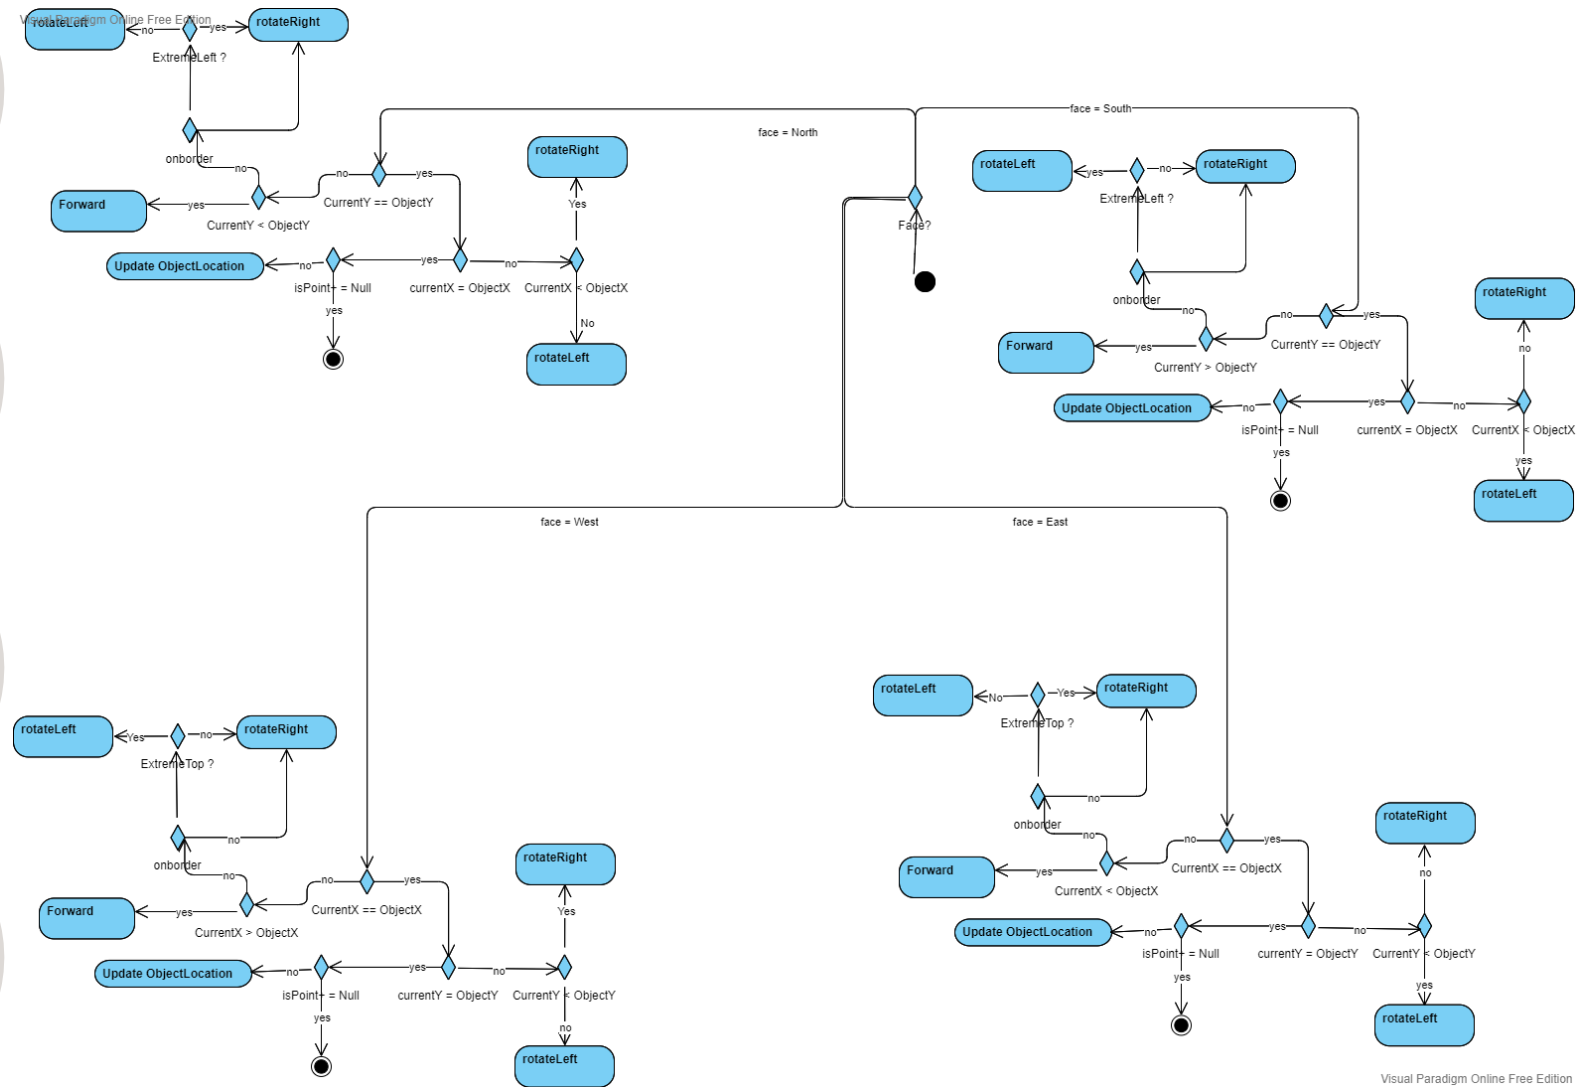 Visual Paradigm Online Free Edition
rotateLeft
no
yes
rotateRight
ExtremeLeft ?
onborder
no
Forward
yes
CurrentY < ObjectY
no
CurrentY == ObjectY
yes
Update ObjectLocation
no
isPoint+ = Null
yes
yes
currentX = ObjectX
no
CurrentX < ObjectX
Yes
rotateRight
No
rotateLeft
face = North
face = South
Face?
rotateLeft
yes
no
rotateRight
ExtremeLeft ?
onborder
no
Forward
yes
CurrentY > ObjectY
no
CurrentY == ObjectY
yes
Update ObjectLocation
no
isPoint+ = Null
yes
yes
currentX = ObjectX
no
CurrentX < ObjectX
no
rotateRight
yes
rotateLeft
face = West
face = East
rotateLeft
Yes
no
rotateRight
ExtremeTop ?
onborder
no
no
Forward
yes
CurrentX > ObjectX
no
CurrentX == ObjectX
yes
Update ObjectLocation
no
isPoint+ = Null
yes
yes
currentY = ObjectY
no
CurrentY < ObjectY
Yes
rotateRight
no
rotateLeft
rotateLeft
No
Yes
rotateRight
ExtremeTop ?
onborder
no
no
Forward
yes
CurrentX < ObjectX
no
CurrentX == ObjectX
yes
Update ObjectLocation
no
isPoint+ = Null
yes
yes
currentY = ObjectY
no
CurrentY < ObjectY
no
rotateRight
yes
rotateLeft
Visual Paradigm Online Free Edition